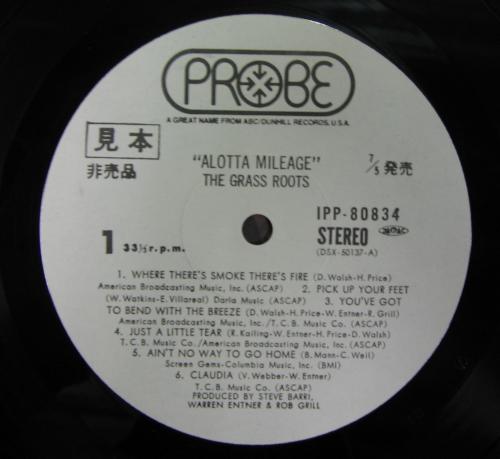 PROBE
A GREAT NAME FROM ABC/DUNHILL RECORDS, U.S.A.
見本
非売品
"ALOTTA MILEAGE"
THE GRASS ROOTS
7/5 発売
IPP-80834
1 33⅓ r.p.m.
STEREO
(DSX-50137-A)
1. WHERE THERE'S SMOKE THERE'S FIRE (D. Walsh-H. Price)
American Broadcasting Music, Inc. (ASCAP) 2. PICK UP YOUR FEET
(W. Watkins-E. Villareal) Darla Music (ASCAP) 3. YOU'VE GOT
TO BEND WITH THE BREEZE (D. Walsh-H. Price-W. Entner-R. Grill)
American Broadcasting Music, Inc./T. C. B. Music Co. (ASCAP)
4. JUST A LITTLE TEAR (R. Kailing-W. Entner-H. Price-D. Walsh)
T. C. B. Music Co./American Broadcasting Music, Inc. (ASCAP)
5. AIN'T NO WAY TO GO HOME (B. Mann-C. Weil)
Screen Gems-Columbia Music, Inc. (BMI)
6. CLAUDIA (V. Webber-W. Entner)
T. C. B. Music Co. (ASCAP)
PRODUCED BY STEVE BARRI,
WARREN ENTNER & ROB GRILL